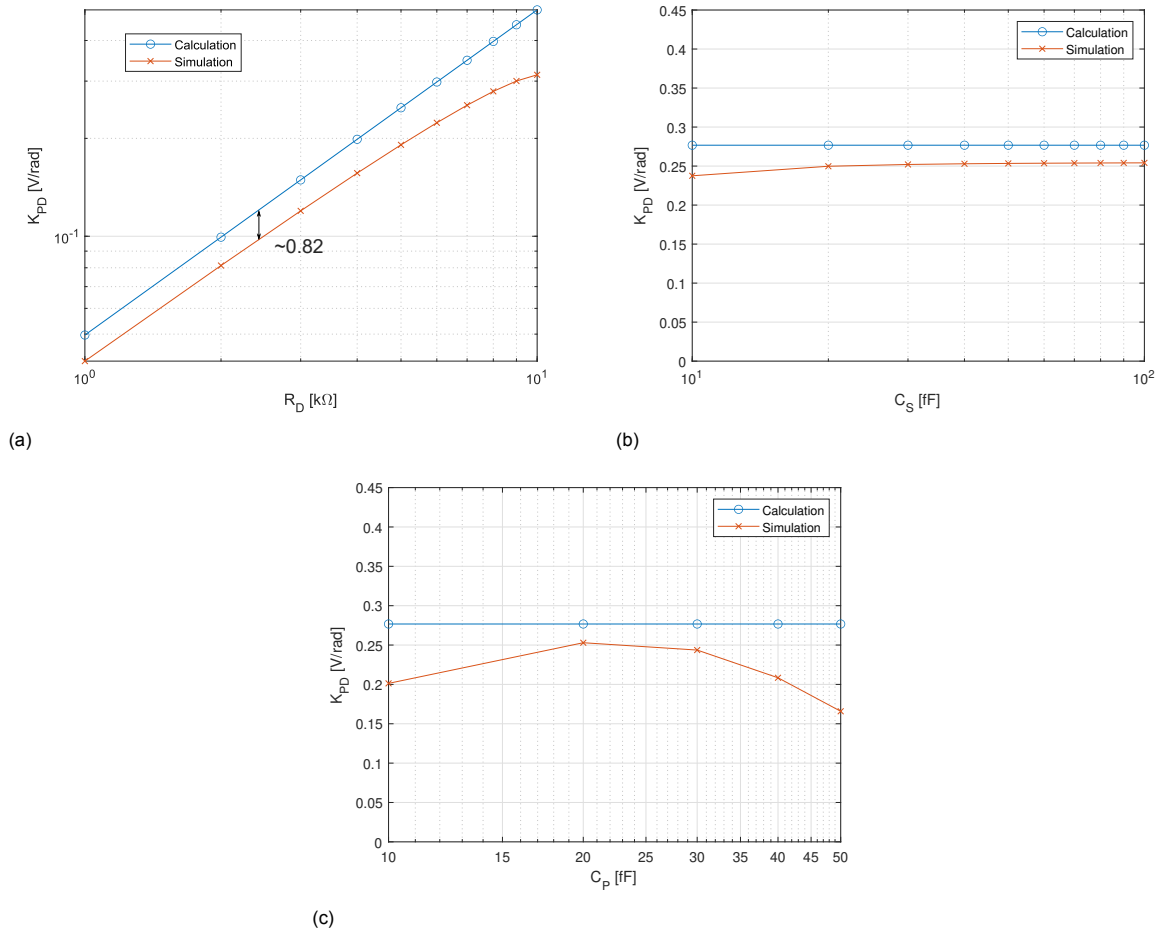 Calculation
Simulation
K_PD [V/rad]
10^-1
~0.82
10^0
10^1
R_D [kΩ]
(a)
0.45
0.4
0.35
0.3
0.25
0.2
0.15
0.1
0.05
0
Calculation
Simulation
K_PD [V/rad]
10^1
10^2
C_S [fF]
(b)
0.45
0.4
0.35
0.3
0.25
0.2
0.15
0.1
0.05
0
Calculation
Simulation
K_PD [V/rad]
10 15 20 25 30 35 40 45 50
C_P [fF]
(c)